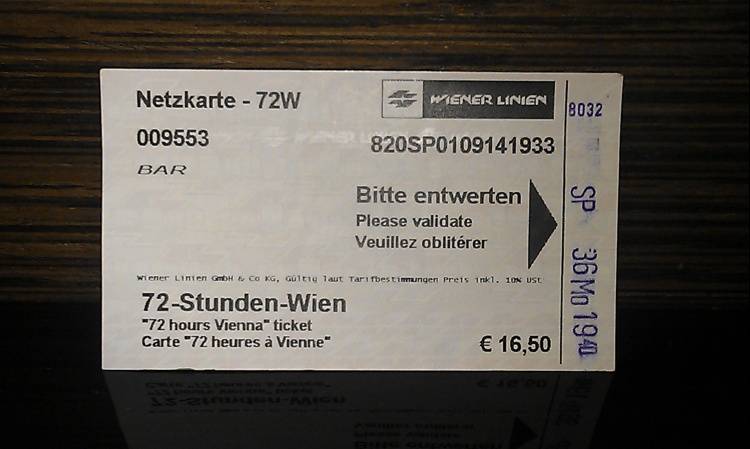 Netzkarte - 72W
WIENER LINIEN
009553
820SP0109141933
BAR
Bitte entwerten
Please validate
Veuillez oblitérer
Wiener Linien GmbH & Co KG, Gültig laut Tarifbestimmungen Preis inkl. 10% USt
72-Stunden-Wien
"72 hours Vienna" ticket
Carte "72 heures à Vienne"
€ 16,50
8032
SP 36Mo1940